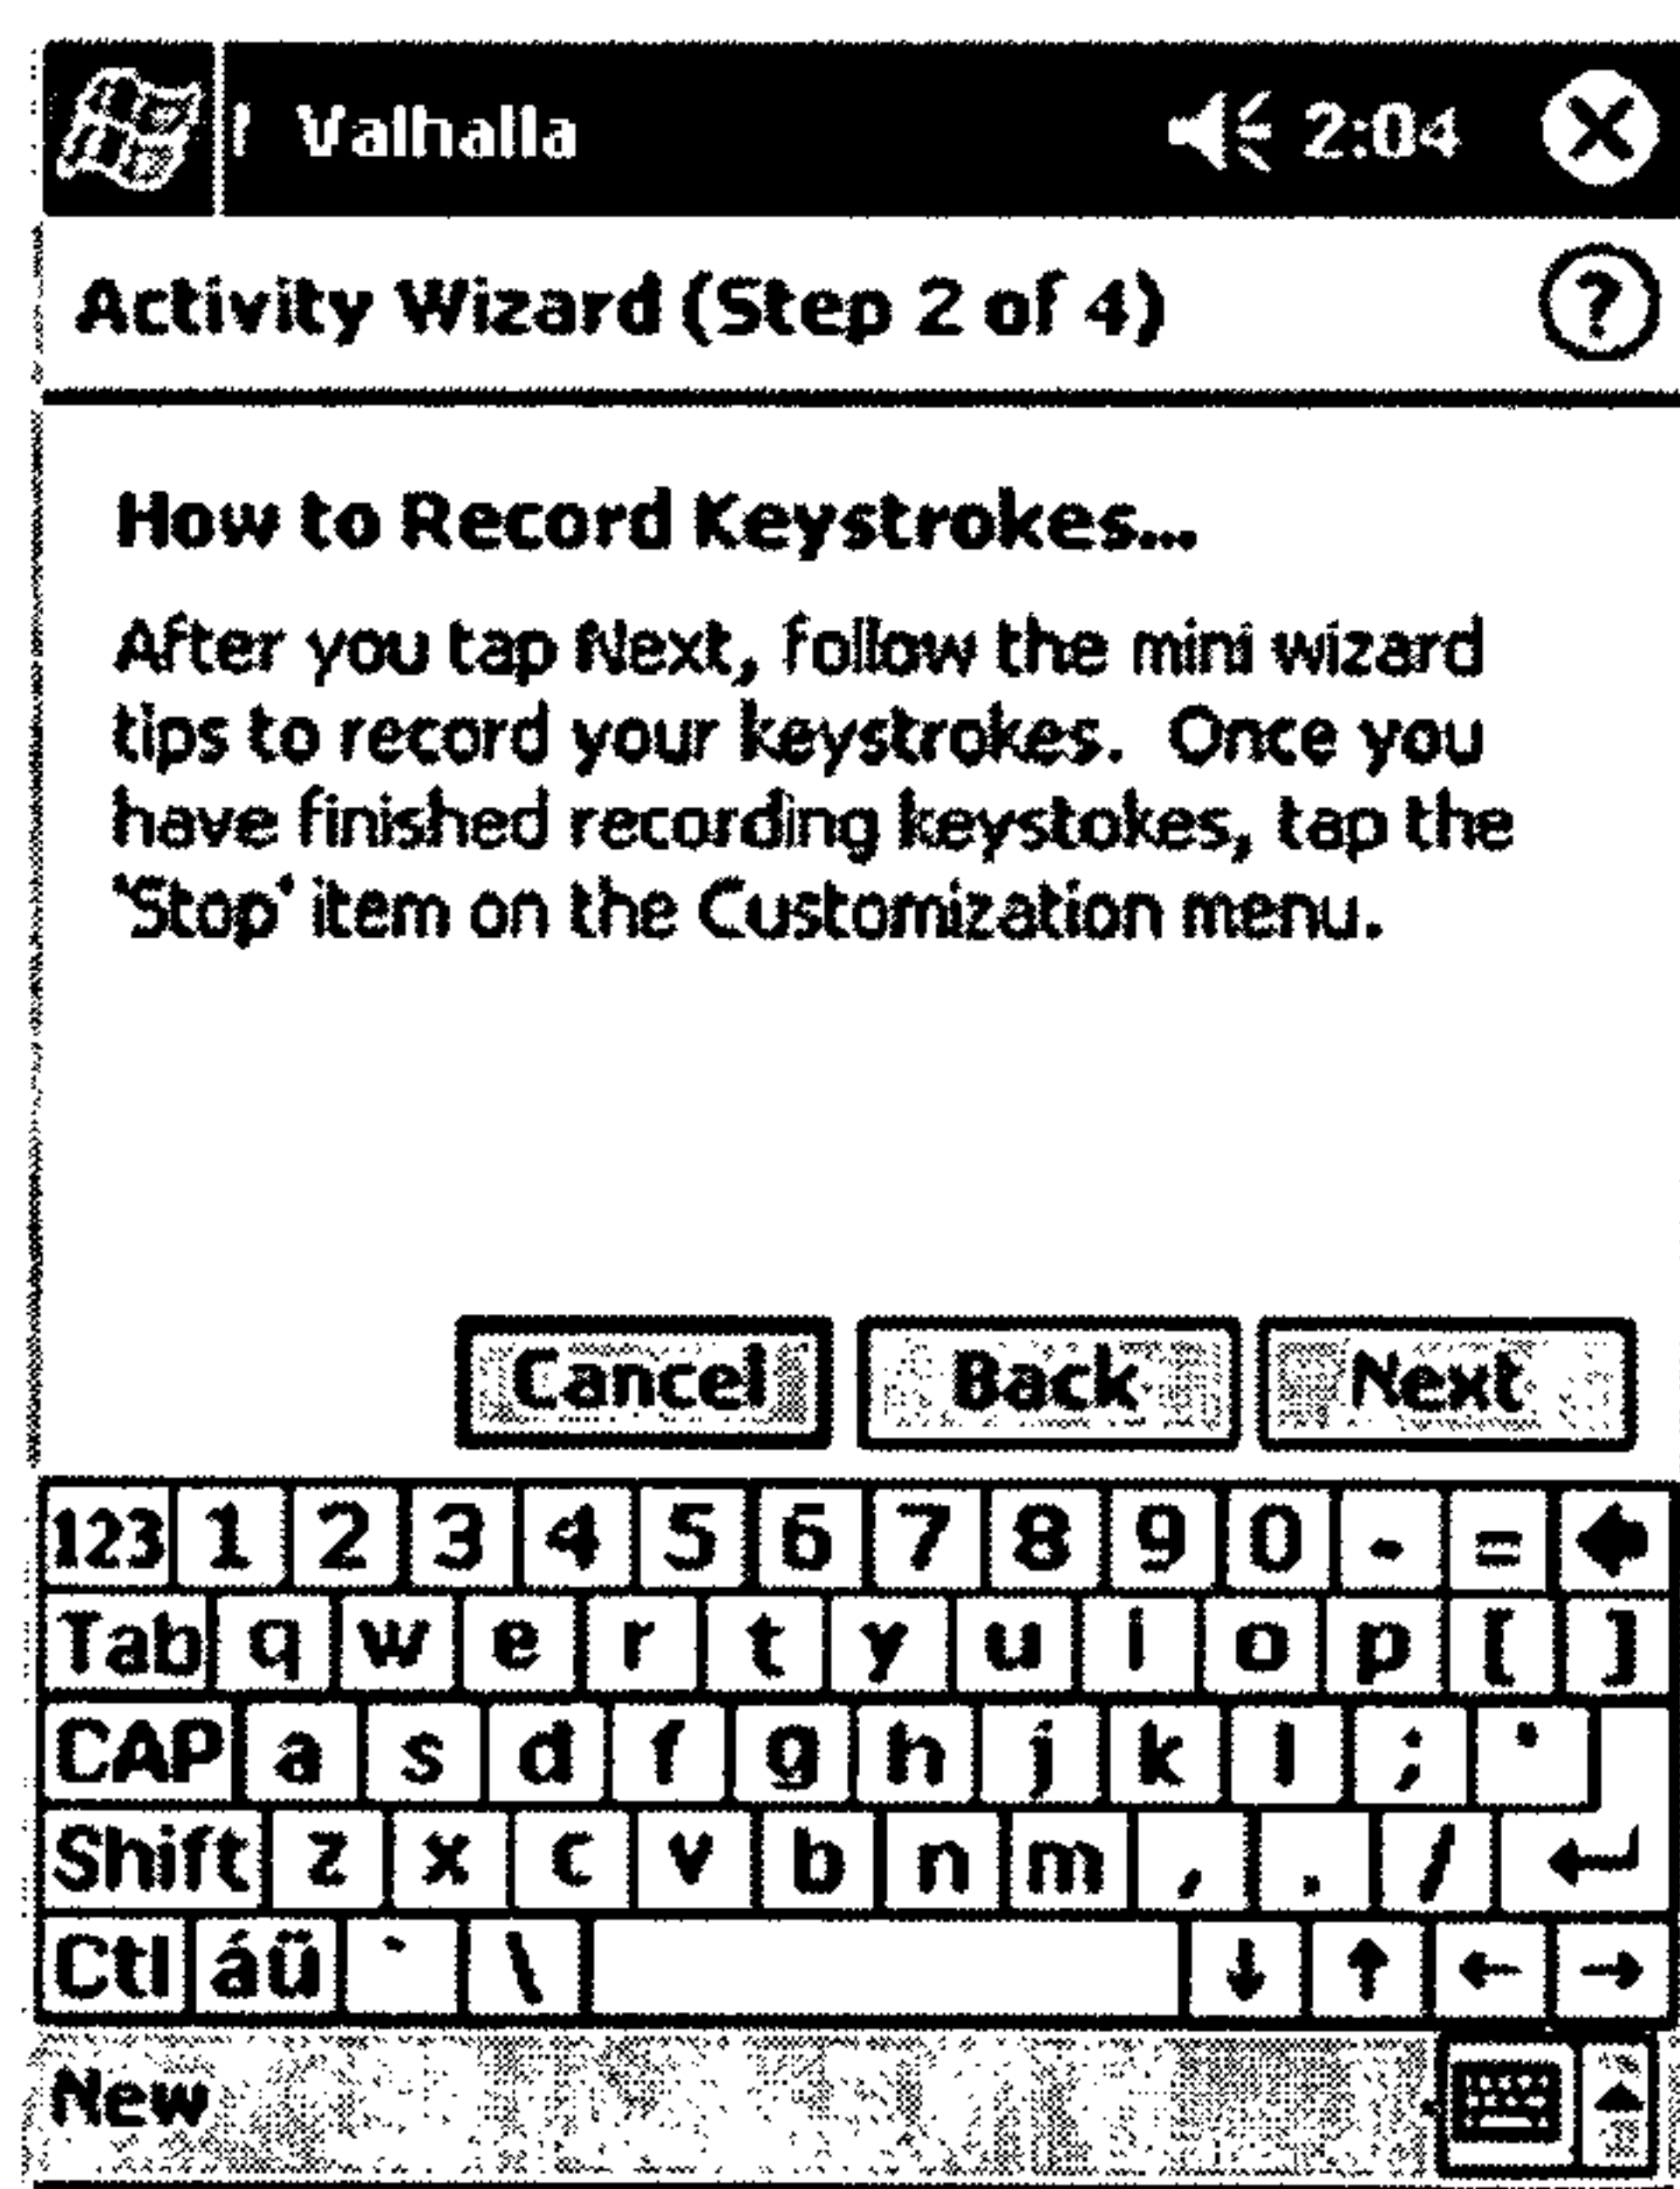 Valhalla 2:04
Activity Wizard (Step 2 of 4) ?
How to Record Keystrokes...
After you tap Next, follow the mini wizard
tips to record your keystrokes. Once you
have finished recording keystokes, tap the
'Stop' item on the Customization menu.
Cancel Back Next
123 1 2 3 4 5 6 7 8 9 0 - =
Tab q w e r t y u i o p [ ]
CAP a s d f g h j k l ; '
Shift z x c v b n m , . /
Ctl áü ` \ ↓ ↑ ← →
New